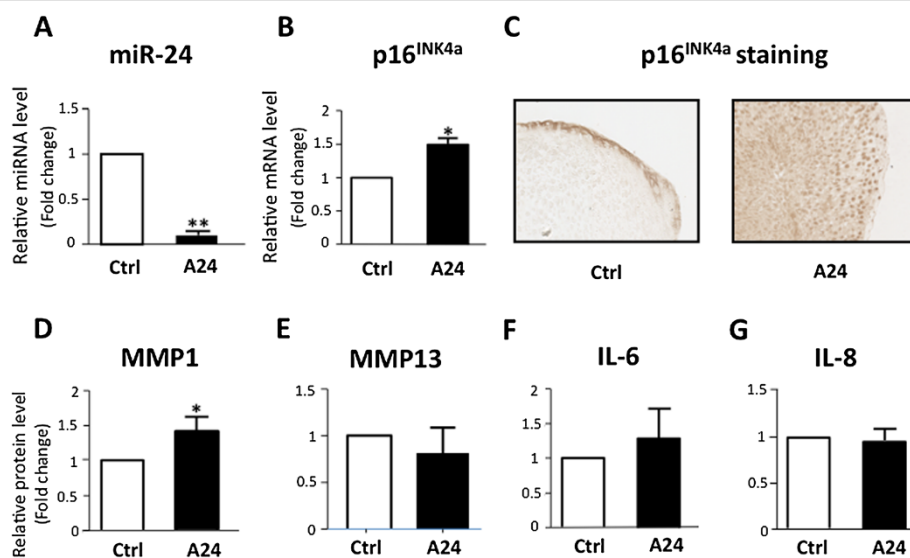 A
miR-24
Relative miRNA level
(Fold change)
1.5
1
0.5
0
**
Ctrl
A24
B
p16INK4a
Relative mRNA level
(Fold change)
2
1.5
1
0.5
0
*
Ctrl
A24
C
p16INK4a staining
Ctrl
A24
D
MMP1
Relative protein level
(Fold change)
2
1.5
1
0.5
0
*
Ctrl
A24
E
MMP13
1.5
1
0.5
0
Ctrl
A24
F
IL-6
2
1.5
1
0.5
0
Ctrl
A24
G
IL-8
1.5
1
0.5
0
Ctrl
A24